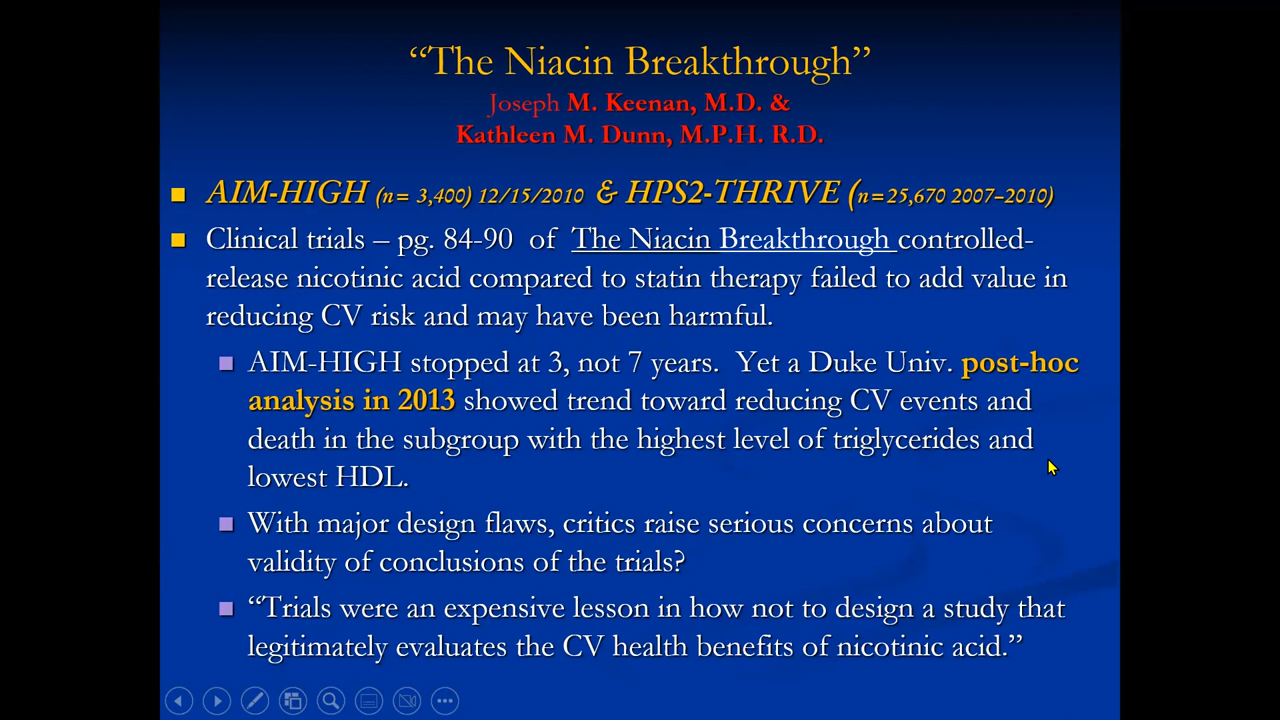 “The Niacin Breakthrough”
Joseph M. Keenan, M.D. &
Kathleen M. Dunn, M.P.H. R.D.
AIM-HIGH (n= 3,400) 12/15/2010 & HPS2-THRIVE (n=25,670 2007–2010)
Clinical trials – pg. 84-90 of The Niacin Breakthrough controlled-
release nicotinic acid compared to statin therapy failed to add value in
reducing CV risk and may have been harmful.
AIM-HIGH stopped at 3, not 7 years. Yet a Duke Univ. post-hoc
analysis in 2013 showed trend toward reducing CV events and
death in the subgroup with the highest level of triglycerides and
lowest HDL.
With major design flaws, critics raise serious concerns about
validity of conclusions of the trials?
“Trials were an expensive lesson in how not to design a study that
legitimately evaluates the CV health benefits of nicotinic acid.”